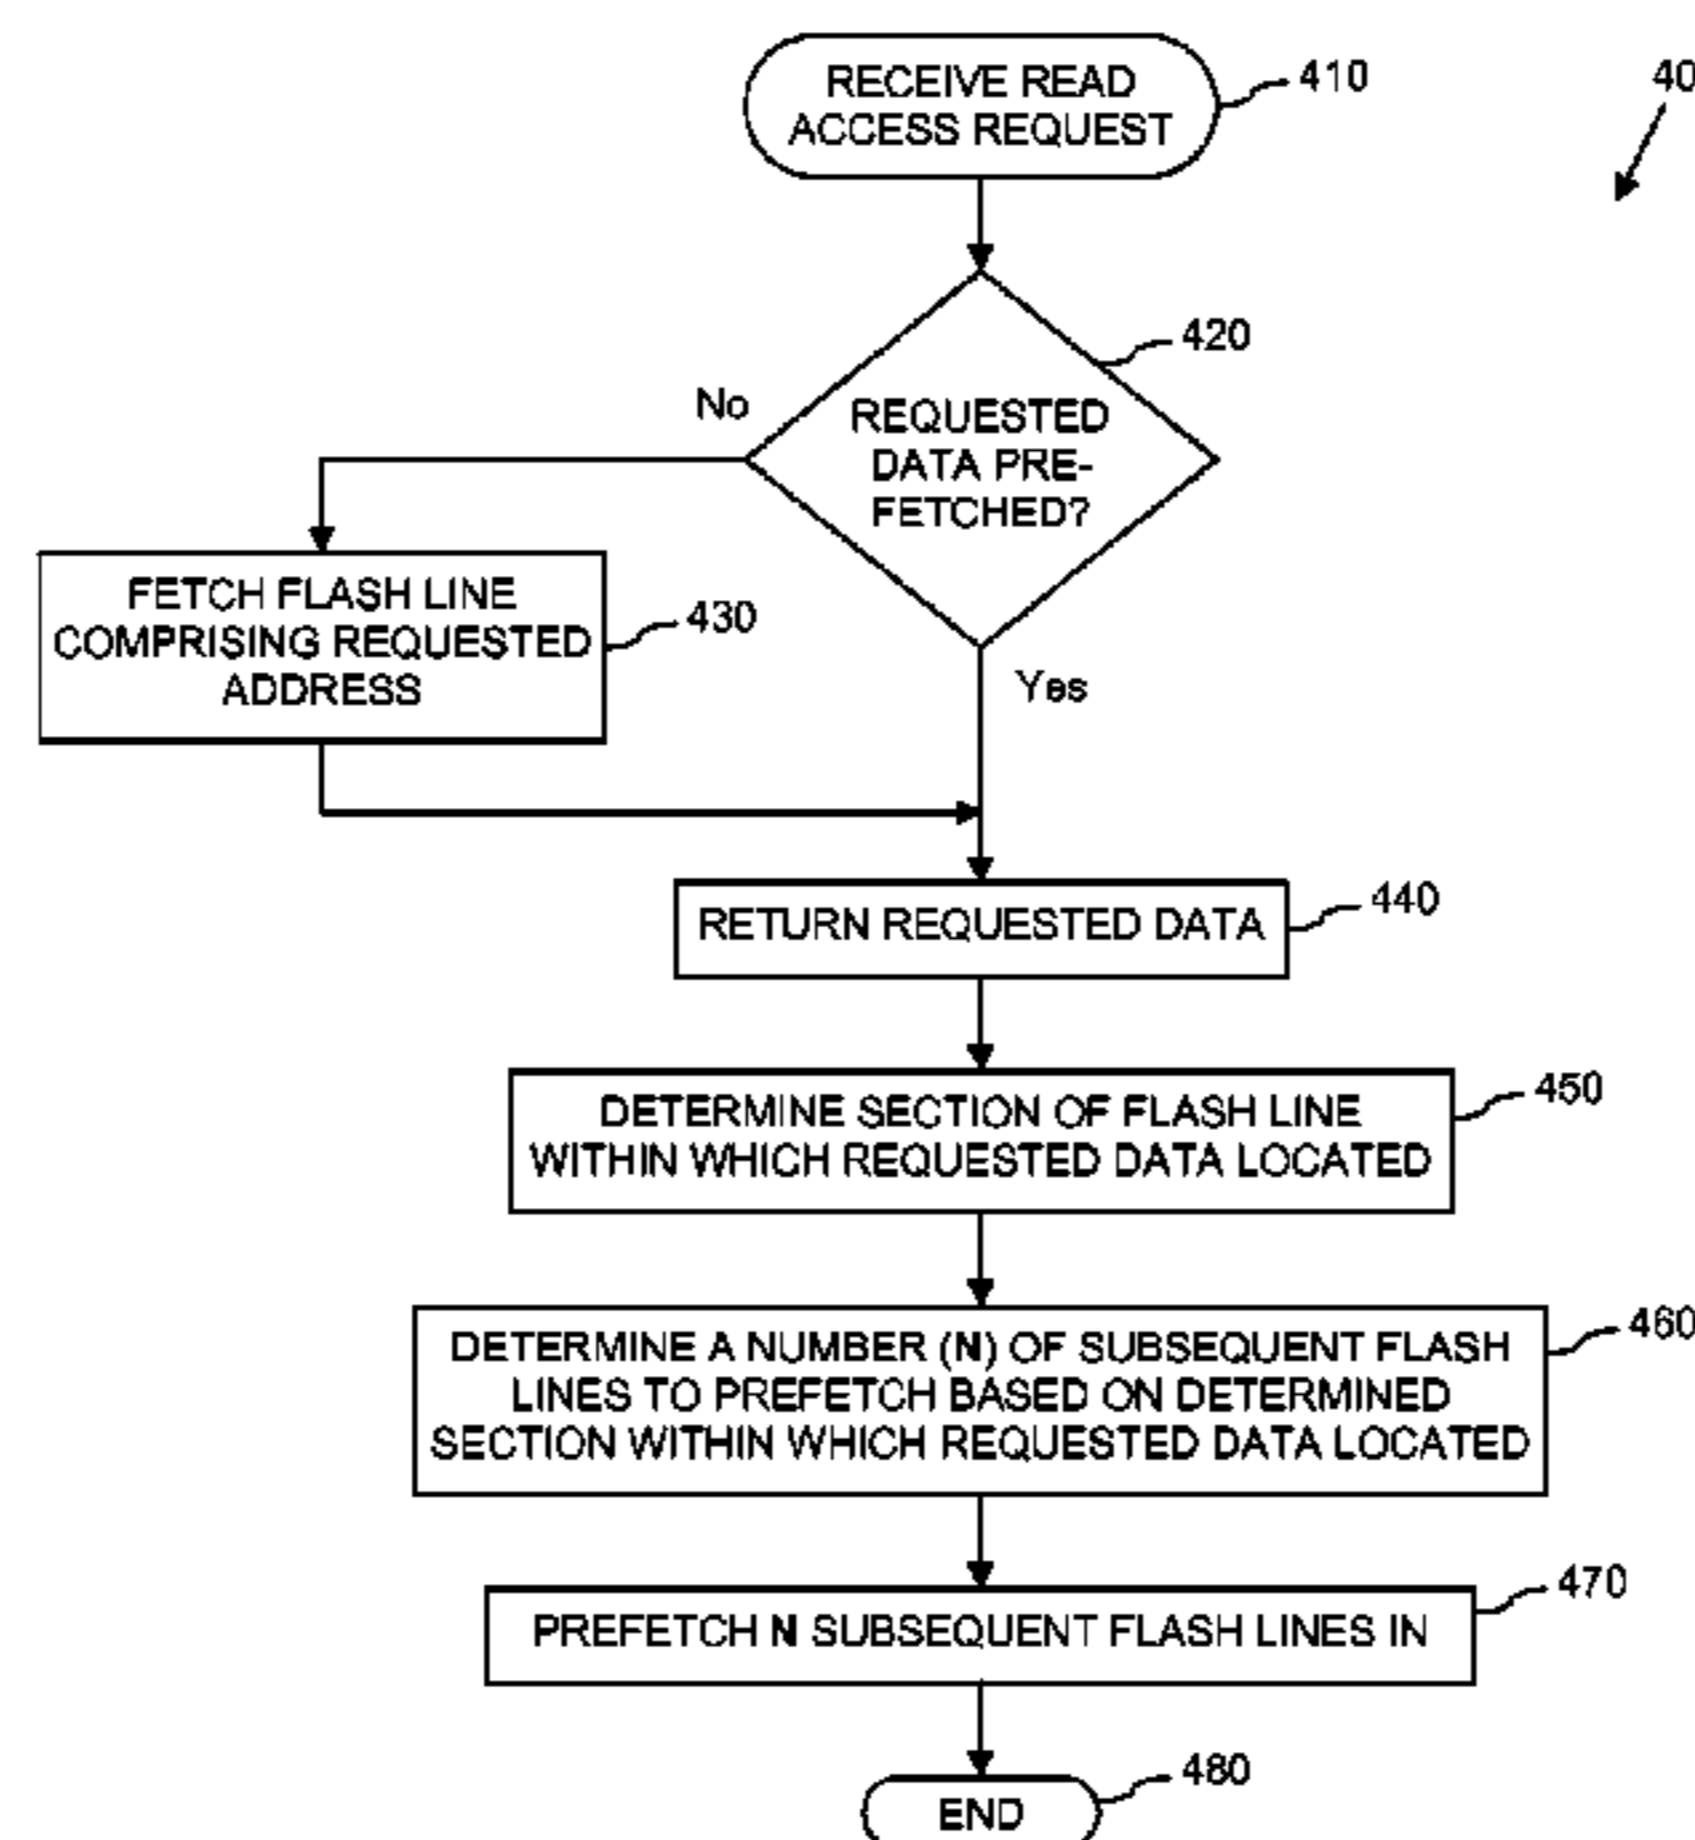 RECEIVE READ
ACCESS REQUEST
410
40
420
No
REQUESTED
DATA PRE-
FETCHED?
FETCH FLASH LINE
COMPRISING REQUESTED
ADDRESS
430
Yes
RETURN REQUESTED DATA
440
DETERMINE SECTION OF FLASH LINE
WITHIN WHICH REQUESTED DATA LOCATED
450
DETERMINE A NUMBER (N) OF SUBSEQUENT FLASH
LINES TO PREFETCH BASED ON DETERMINED
SECTION WITHIN WHICH REQUESTED DATA LOCATED
460
PREFETCH N SUBSEQUENT FLASH LINES IN
470
END
480